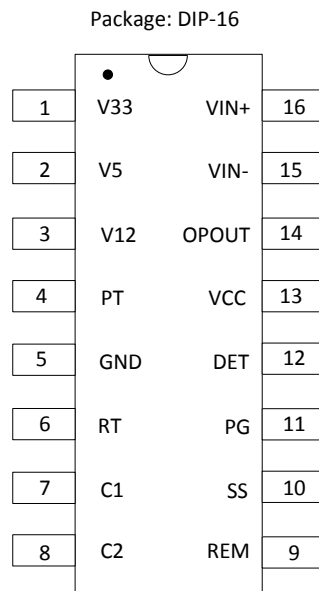 Package: DIP-16
1 V33 VIN+ 16
2 V5 VIN- 15
3 V12 OPOUT 14
4 PT VCC 13
5 GND DET 12
6 RT PG 11
7 C1 SS 10
8 C2 REM 9